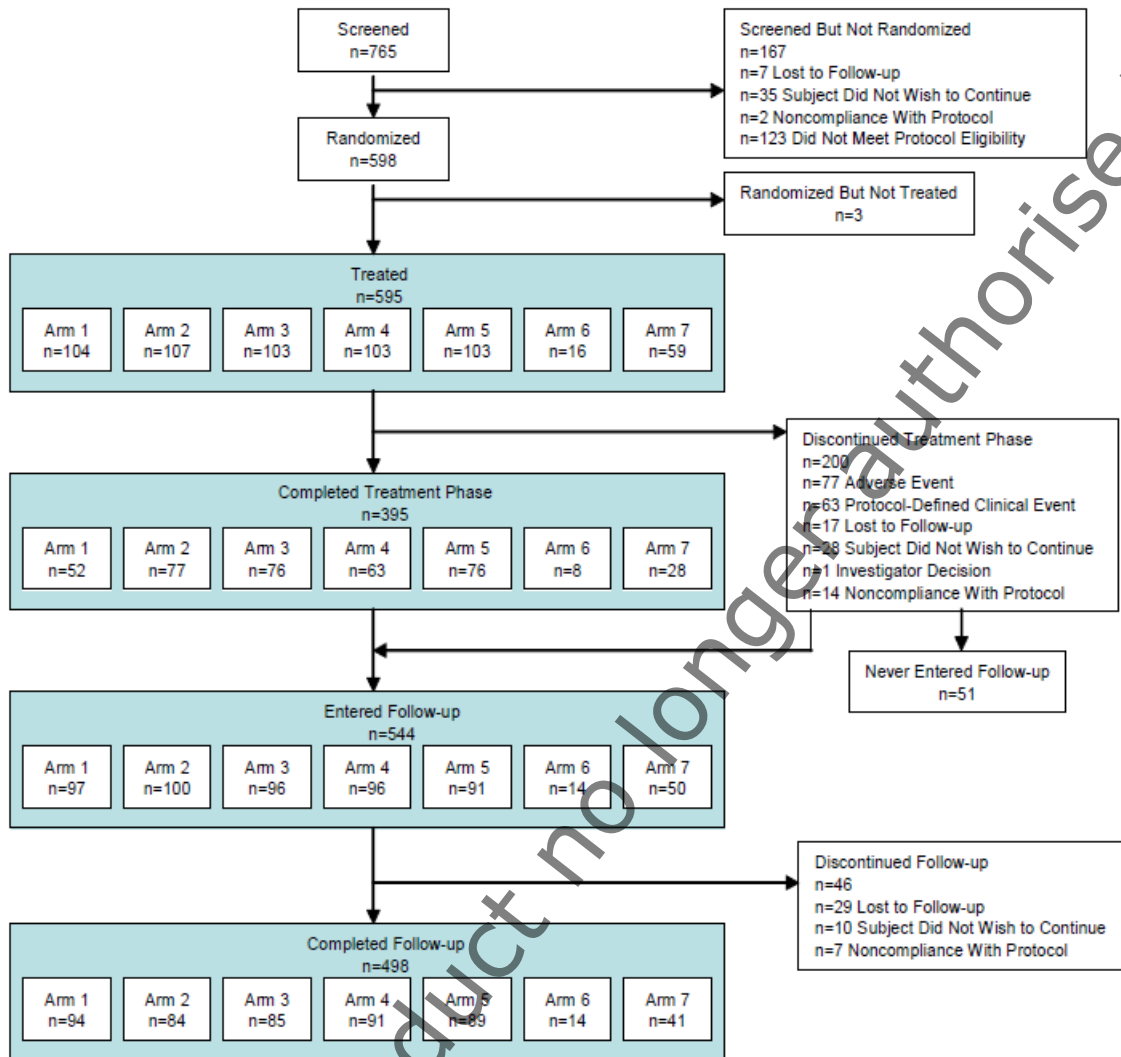 Screened
n=765
Screened But Not Randomized
n=167
n=7 Lost to Follow-up
n=35 Subject Did Not Wish to Continue
n=2 Noncompliance With Protocol
n=123 Did Not Meet Protocol Eligibility
Randomized
n=598
Randomized But Not Treated
n=3
Treated
n=595
Arm 1
n=104
Arm 2
n=107
Arm 3
n=103
Arm 4
n=103
Arm 5
n=103
Arm 6
n=16
Arm 7
n=59
Discontinued Treatment Phase
n=200
n=77 Adverse Event
n=63 Protocol-Defined Clinical Event
n=17 Lost to Follow-up
n=28 Subject Did Not Wish to Continue
n=1 Investigator Decision
n=14 Noncompliance With Protocol
Completed Treatment Phase
n=395
Arm 1
n=52
Arm 2
n=77
Arm 3
n=76
Arm 4
n=63
Arm 5
n=76
Arm 6
n=8
Arm 7
n=28
Never Entered Follow-up
n=51
Entered Follow-up
n=544
Arm 1
n=97
Arm 2
n=100
Arm 3
n=96
Arm 4
n=96
Arm 5
n=91
Arm 6
n=14
Arm 7
n=50
Discontinued Follow-up
n=46
n=29 Lost to Follow-up
n=10 Subject Did Not Wish to Continue
n=7 Noncompliance With Protocol
Completed Follow-up
n=498
Arm 1
n=94
Arm 2
n=84
Arm 3
n=85
Arm 4
n=91
Arm 5
n=89
Arm 6
n=14
Arm 7
n=41
duct no longer authorise